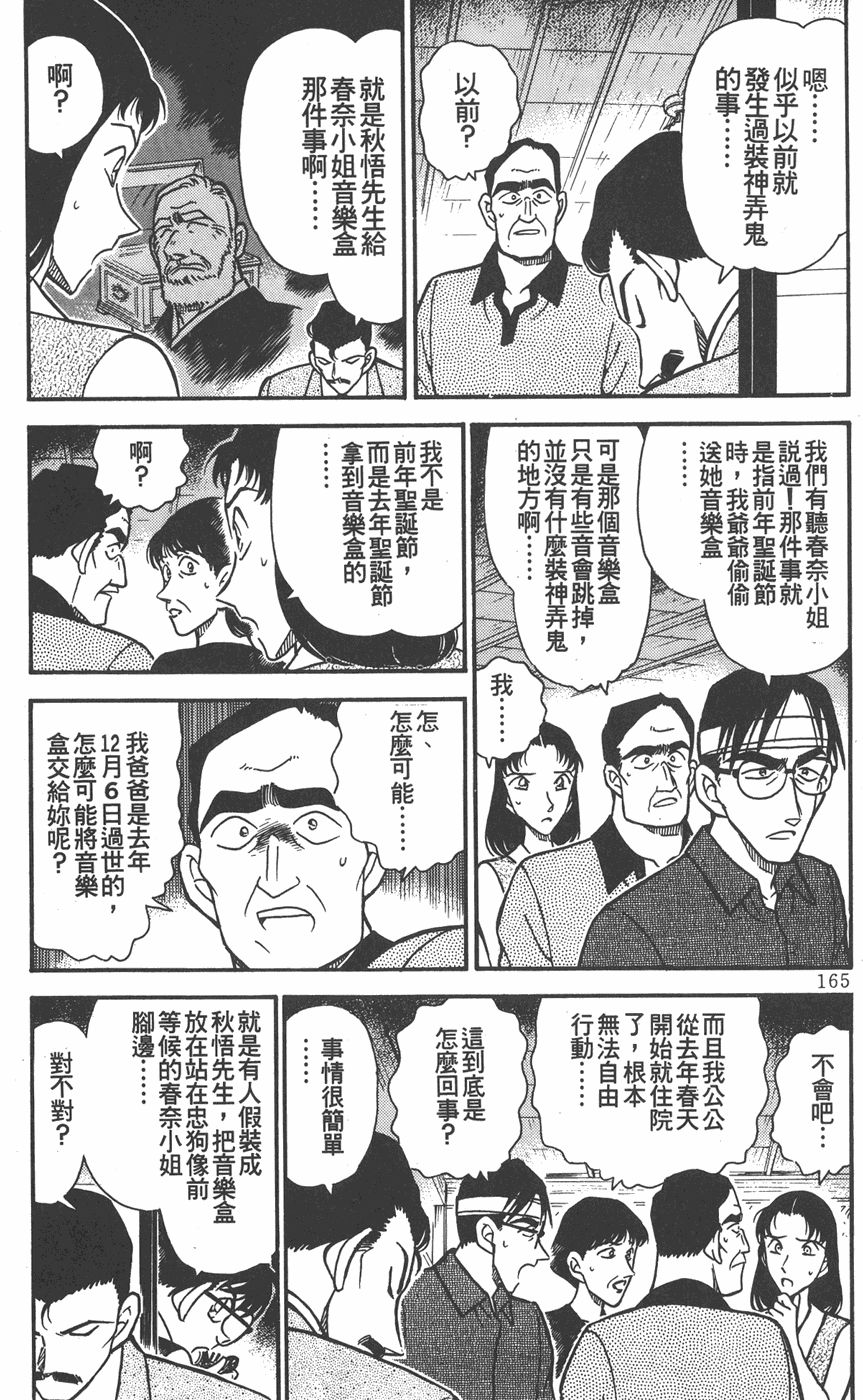 嗯……
似乎以前就
發生過裝神弄鬼
的事……
以前？
就是秋悟先生給
春奈小姐音樂盒
那件事啊……
啊？
我們有聽春奈小姐
說過！那件事就
是指前年聖誕節
時，我爺爺偷偷
送她音樂盒
……
可是那個音樂盒
只是有些音會跳掉，
並沒有什麼裝神弄鬼
的地方啊……
我……
我不是
前年聖誕節，
而是去年聖誕節
拿到音樂盒的
……
啊？
怎、
怎麼可能……
我爸爸是去年
12月6日過世的，
怎麼可能將音樂
盒交給妳呢？
165
不會吧…
而且我公公
從去年春天
開始就住院
了，根本
無法自由
行動…
這到底是
怎麼回事？
事情很簡單
……
就是有人假裝成
秋悟先生，把音樂盒
放在站在忠狗像前
等候的春奈小姐
腳邊……
對不對？